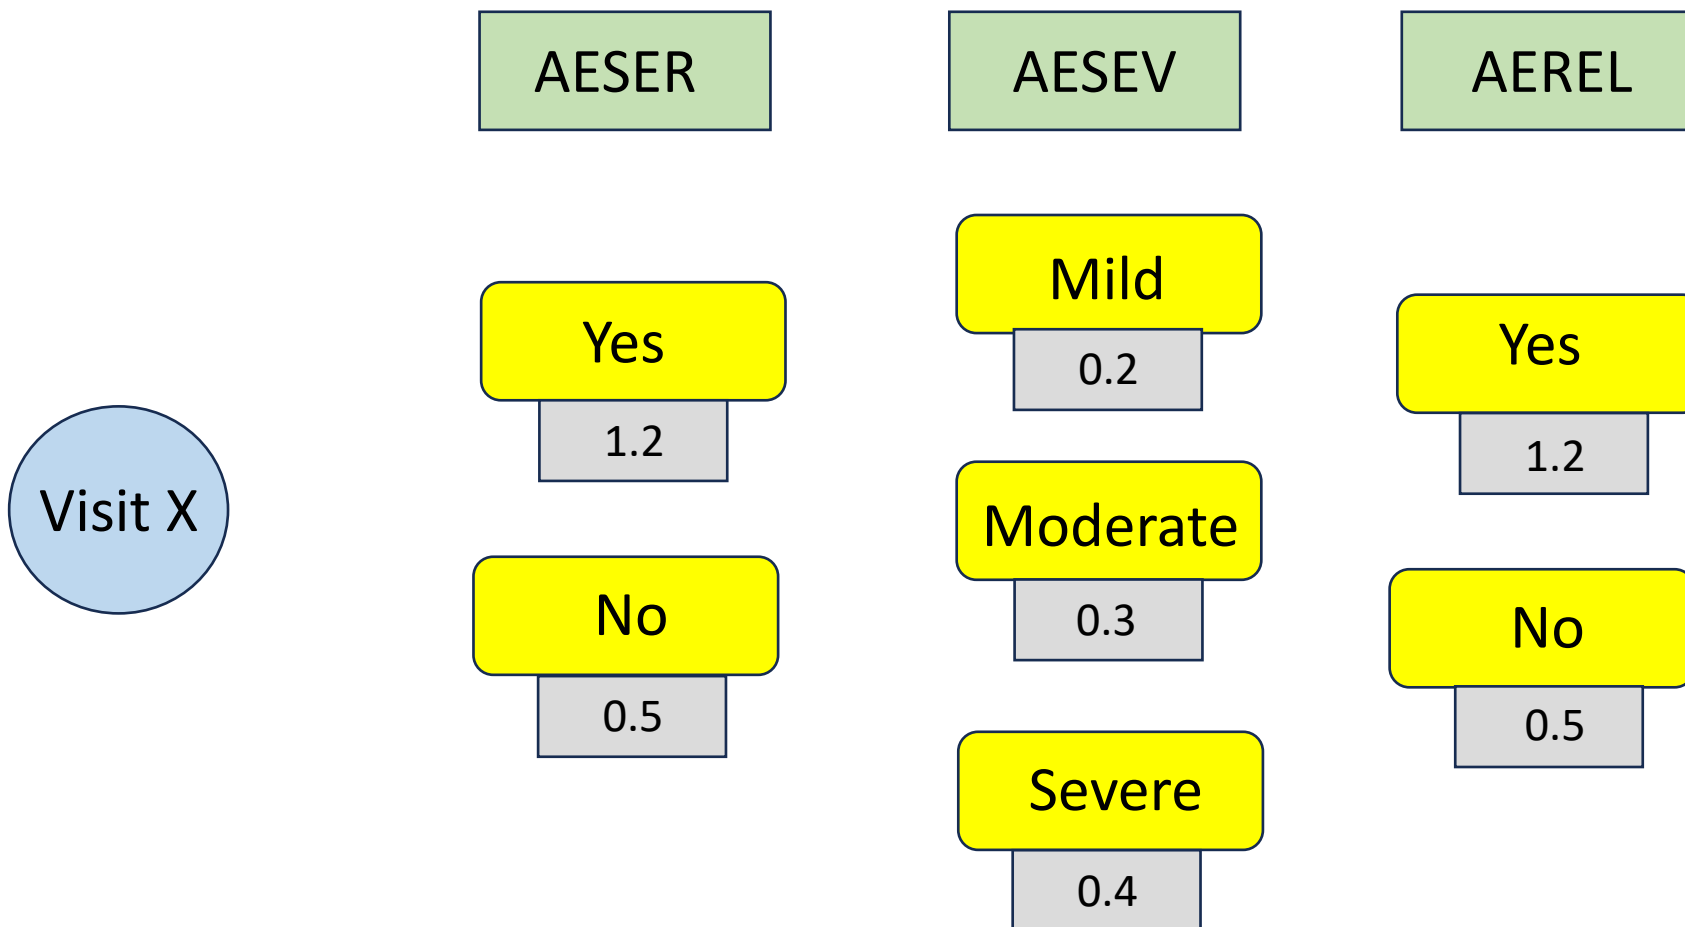 AESER
AESEV
AEREL
Visit X
Yes
1.2
No
0.5
Mild
0.2
Moderate
0.3
Severe
0.4
Yes
1.2
No
0.5